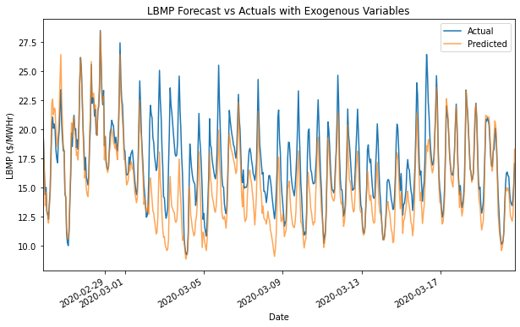 LBMP Forecast vs Actuals with Exogenous Variables
Actual
Predicted
LBMP ($/MWHr)
27.5
25.0
22.5
20.0
17.5
15.0
12.5
10.0
2020-02-29
2020-03-01
2020-03-05
2020-03-09
2020-03-13
2020-03-17
Date